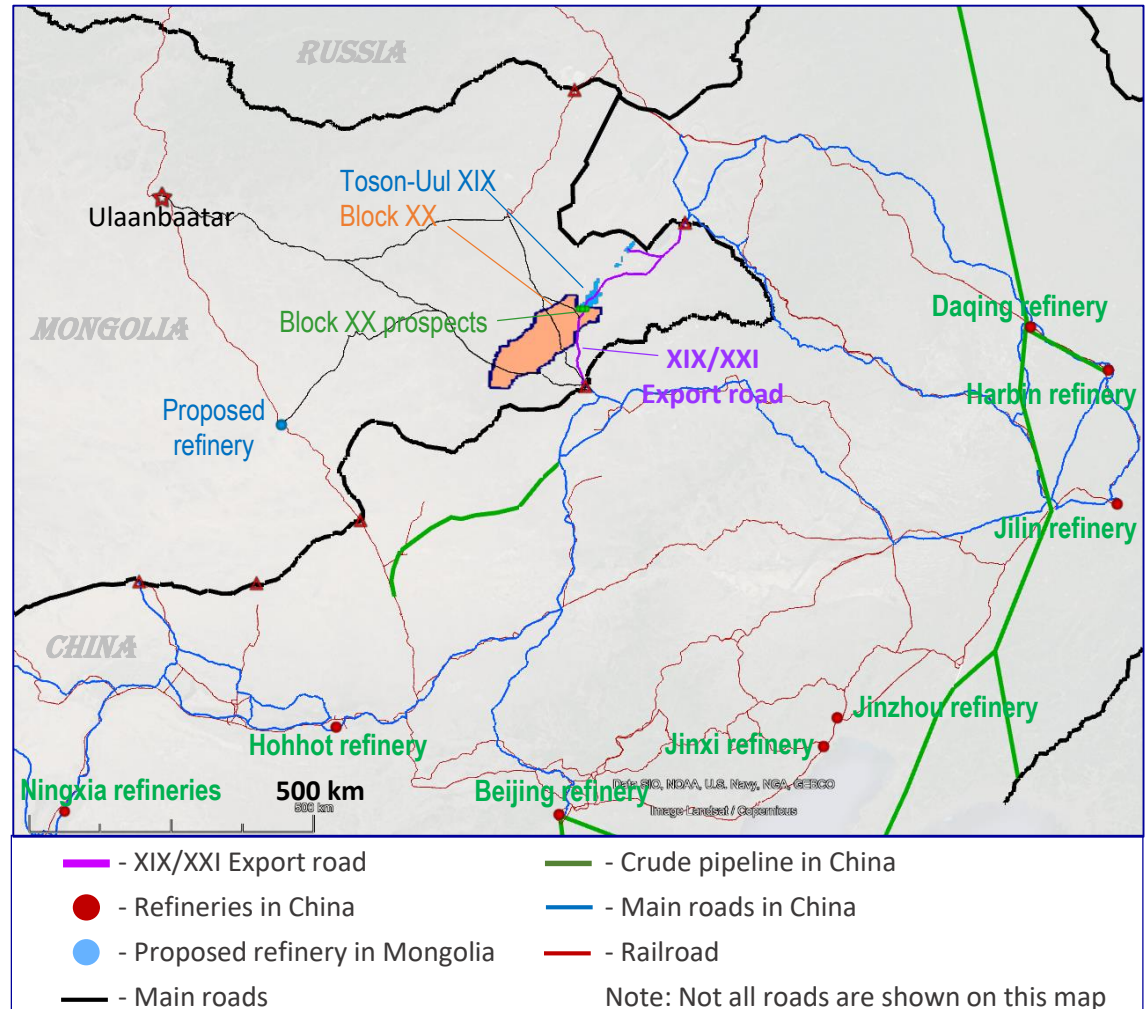 RUSSIA
Toson-Uul XIX
Ulaanbaatar
Block XX
MONGOLIA
Block XX prospects
Daqing refinery
XIX/XXI
Export road
Harbin refinery
Proposed
refinery
Jilin refinery
CHINA
Jinzhou refinery
Hohhot refinery
Jinxi refinery
Ningxia refineries
500 km
500 km
Beijing refinery
Data SIO, NOAA, U.S. Navy, NGA, GEBCO
Image Landsat / Copernicus
- XIX/XXI Export road
- Crude pipeline in China
- Refineries in China
- Main roads in China
- Proposed refinery in Mongolia
- Railroad
- Main roads
Note: Not all roads are shown on this map